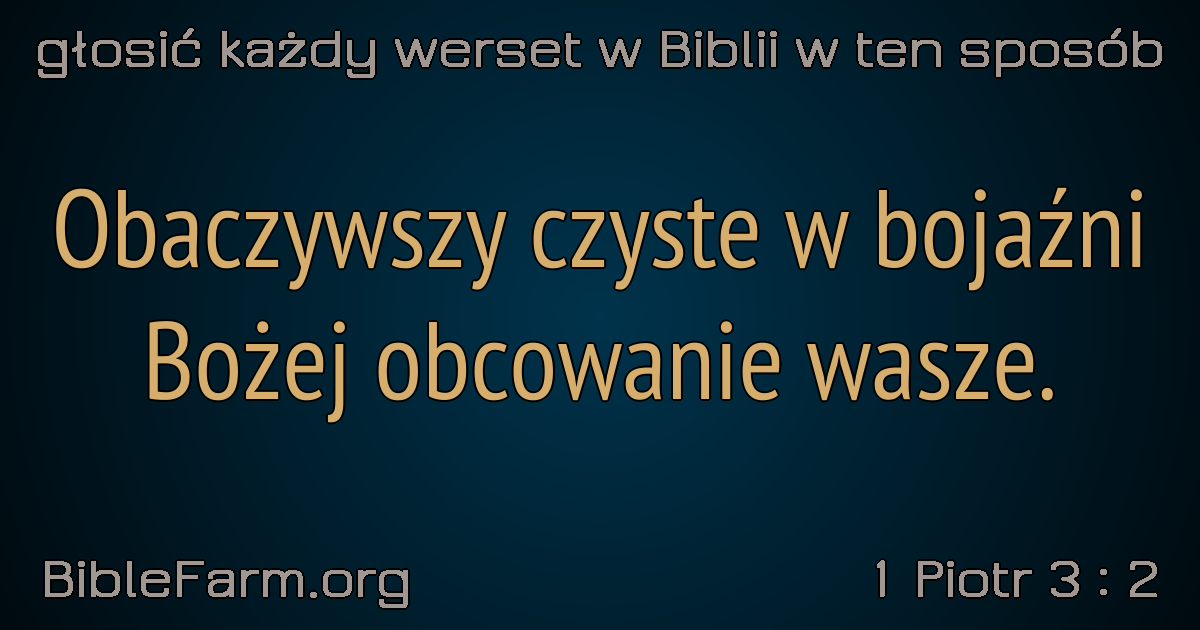 głosić każdy werset w Biblii w ten sposób
Obaczywszy czyste w bojaźni
Bożej obcowanie wasze.
BibleFarm.org
1 Piotr 3 : 2